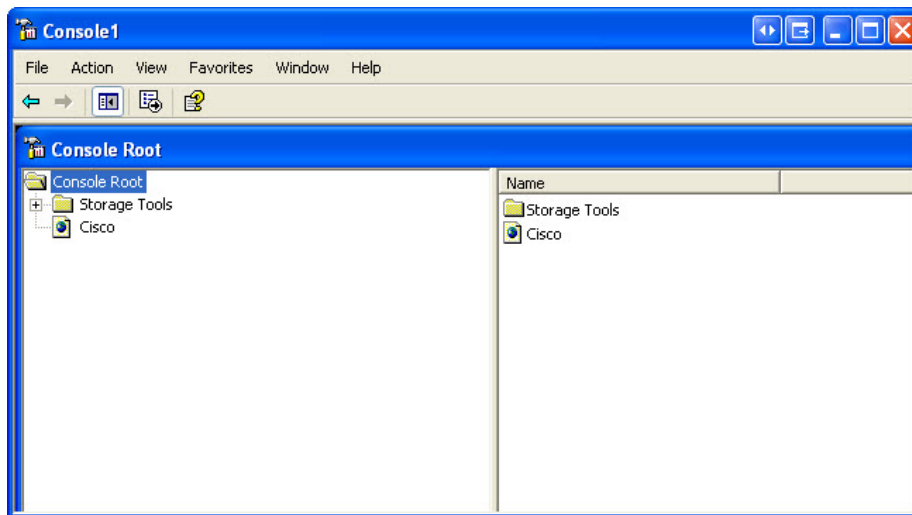 Console1
File Action View Favorites Window Help
Console Root
Console Root
Storage Tools
Cisco
Name
Storage Tools
Cisco